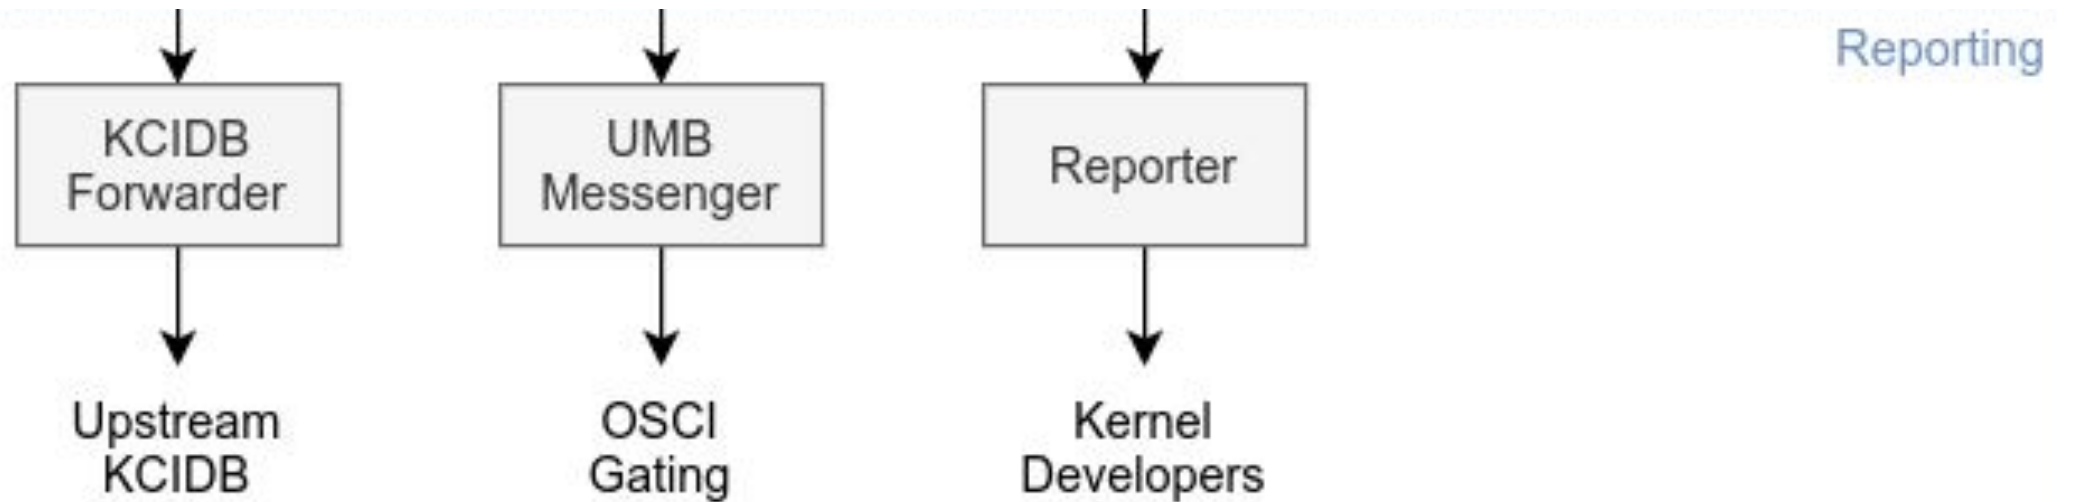 Reporting
KCIDB
Forwarder
UMB
Messenger
Reporter
Upstream
KCIDB
OSCI
Gating
Kernel
Developers